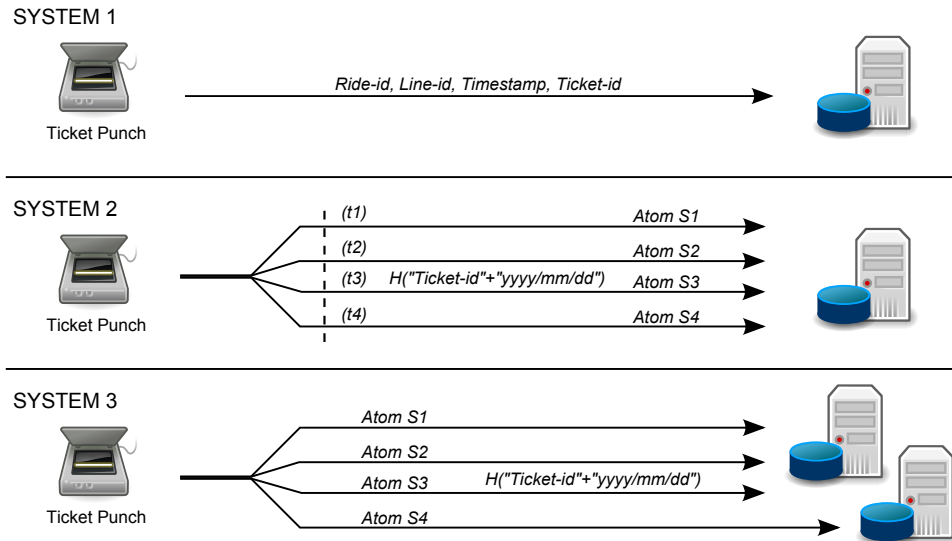 SYSTEM 1
Ride-id, Line-id, Timestamp, Ticket-id
Ticket Punch
SYSTEM 2
(t1) Atom S1
(t2) Atom S2
(t3) H("Ticket-id"+"yyyy/mm/dd") Atom S3
(t4) Atom S4
Ticket Punch
SYSTEM 3
Atom S1
Atom S2
Atom S3 H("Ticket-id"+"yyyy/mm/dd")
Atom S4
Ticket Punch